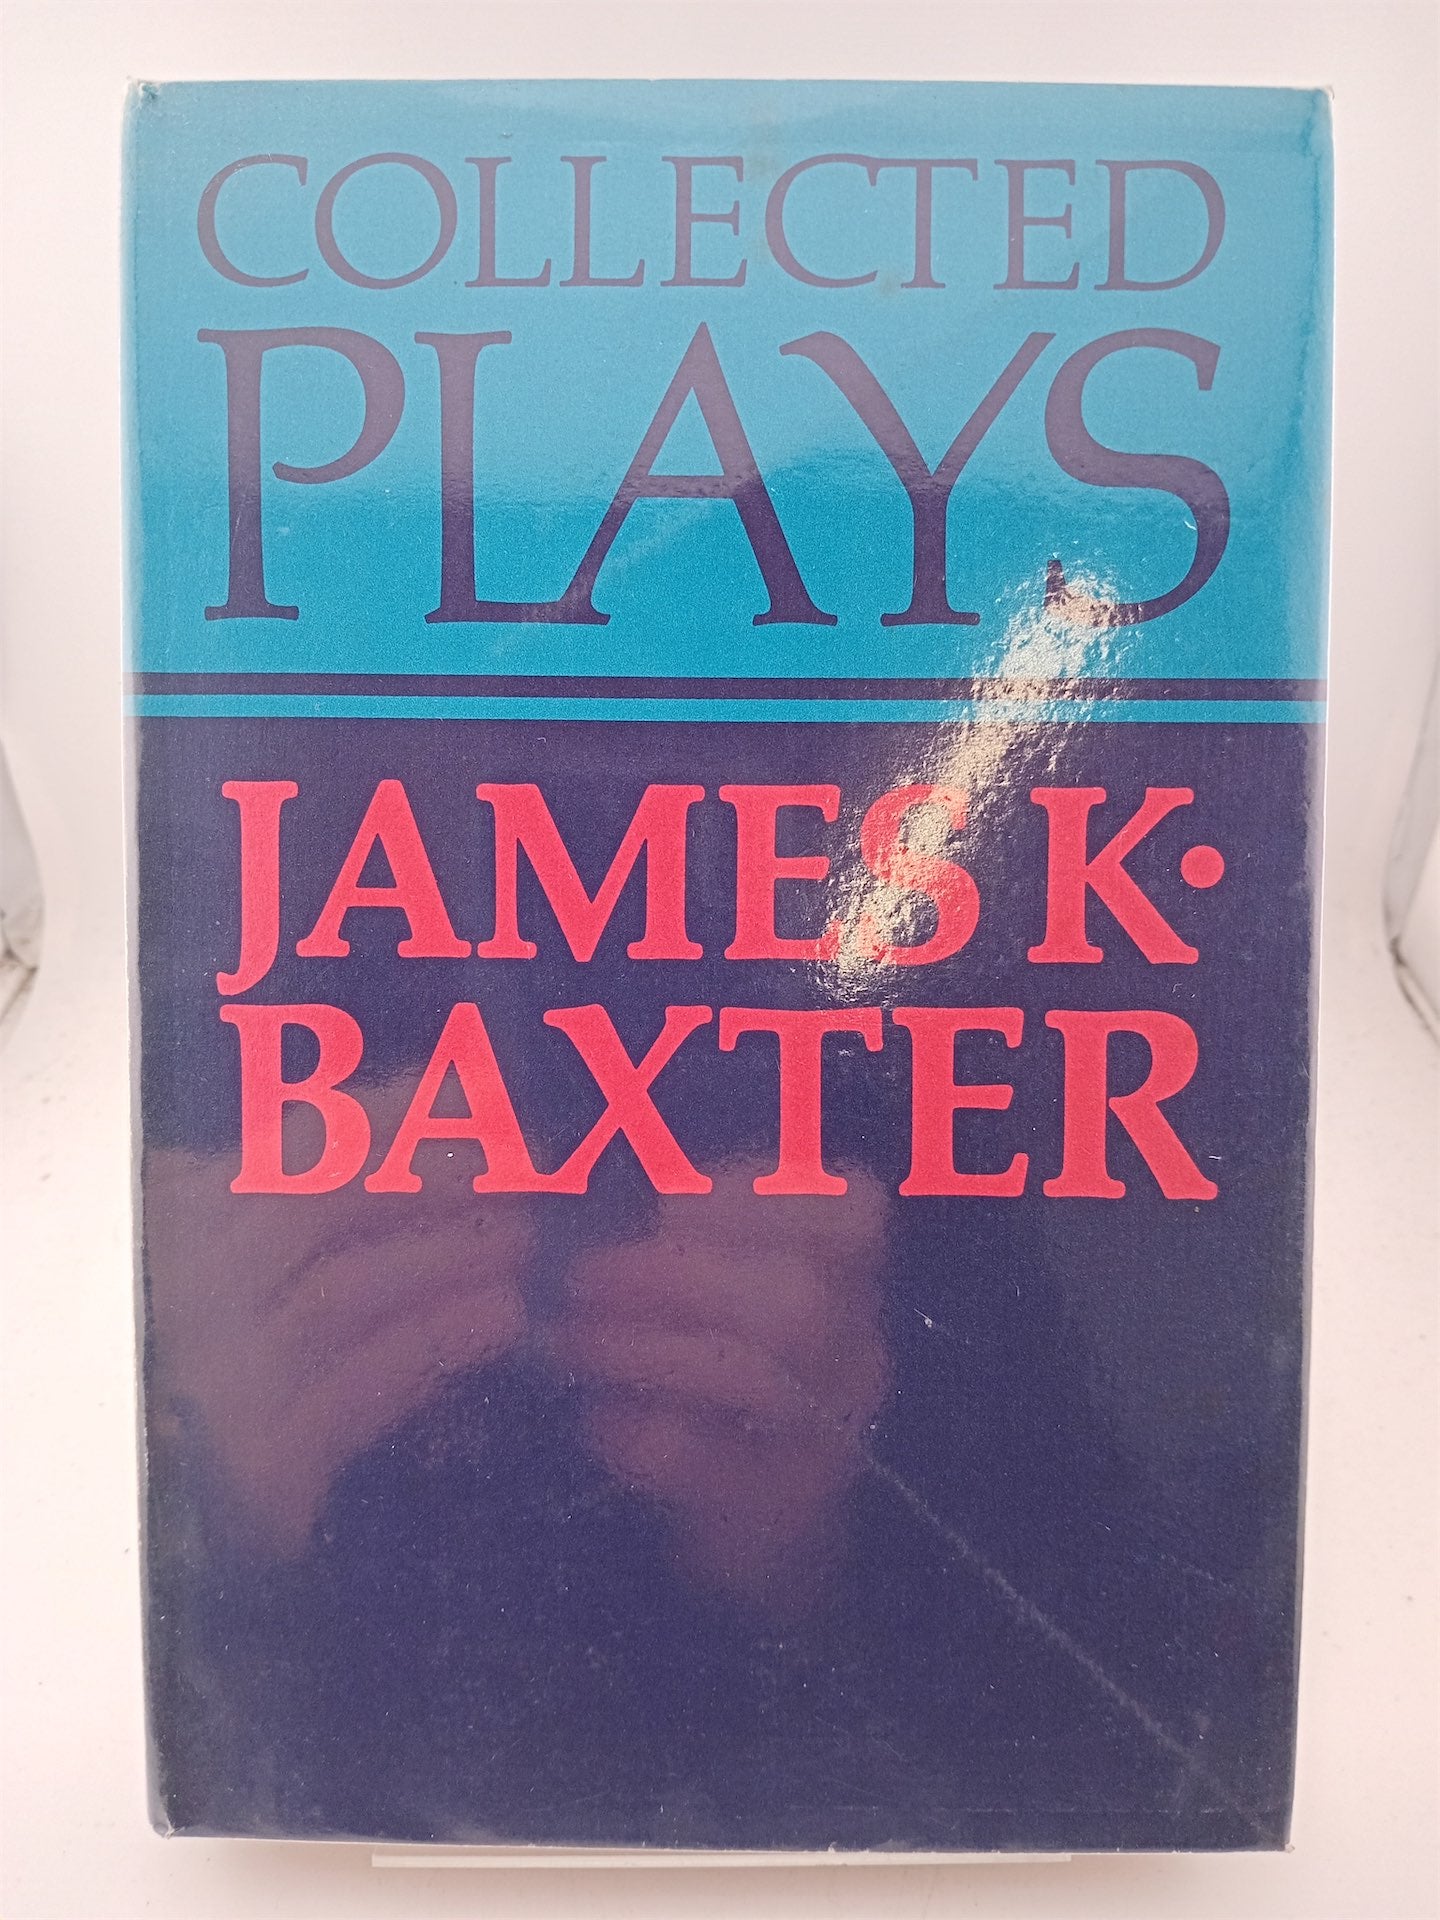 COLLECTED
PLAYS
JAMES K·
BAXTER